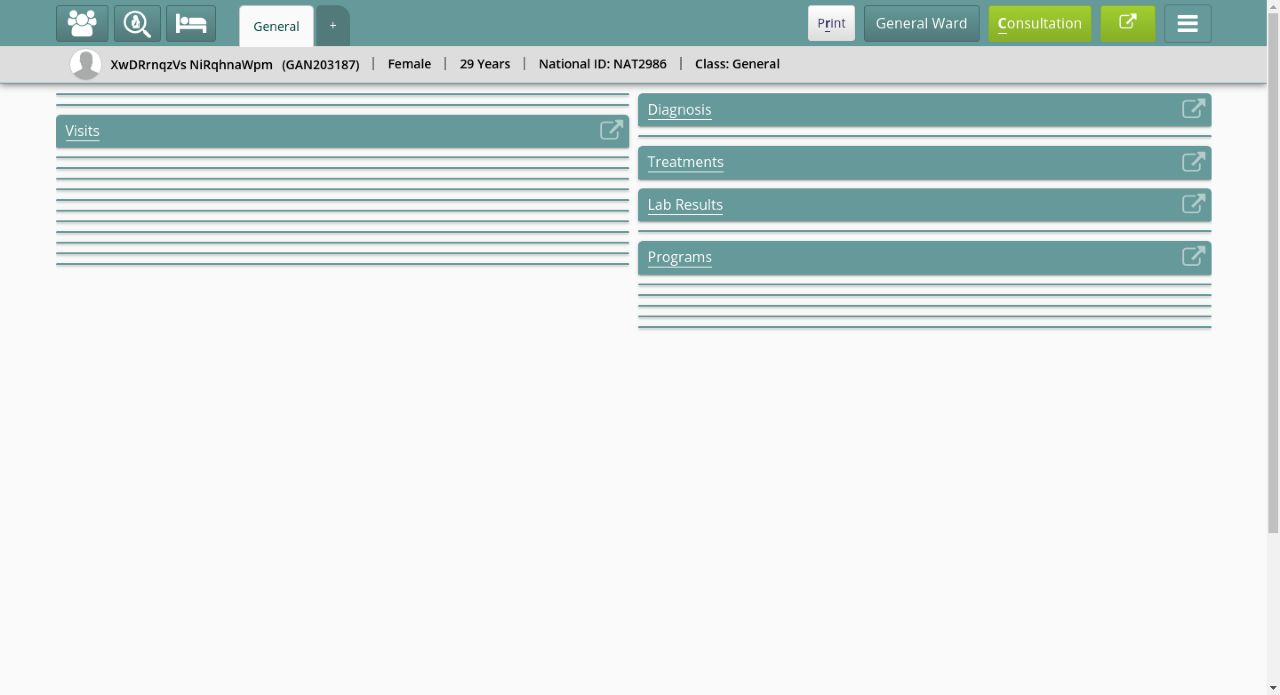 General
+
Print
General Ward
Consultation
XwDRrnqzVs NiRqhnaWpm (GAN203187) | Female | 29 Years | National ID: NAT2986 | Class: General
Visits
Diagnosis
Treatments
Lab Results
Programs